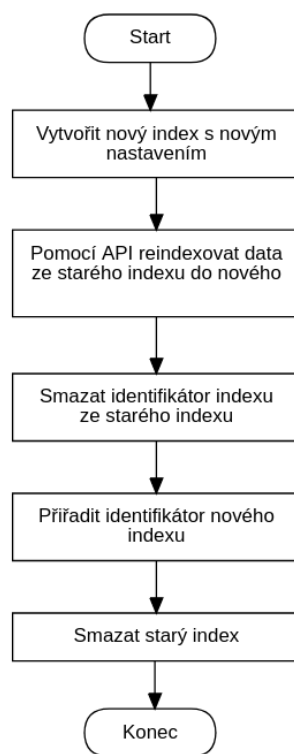 Start
Vytvořit nový index s novým
nastavením
Pomocí API reindexovat data
ze starého indexu do nového
Smazat identifikátor indexu
ze starého indexu
Přiřadit identifikátor nového
indexu
Smazat starý index
Konec